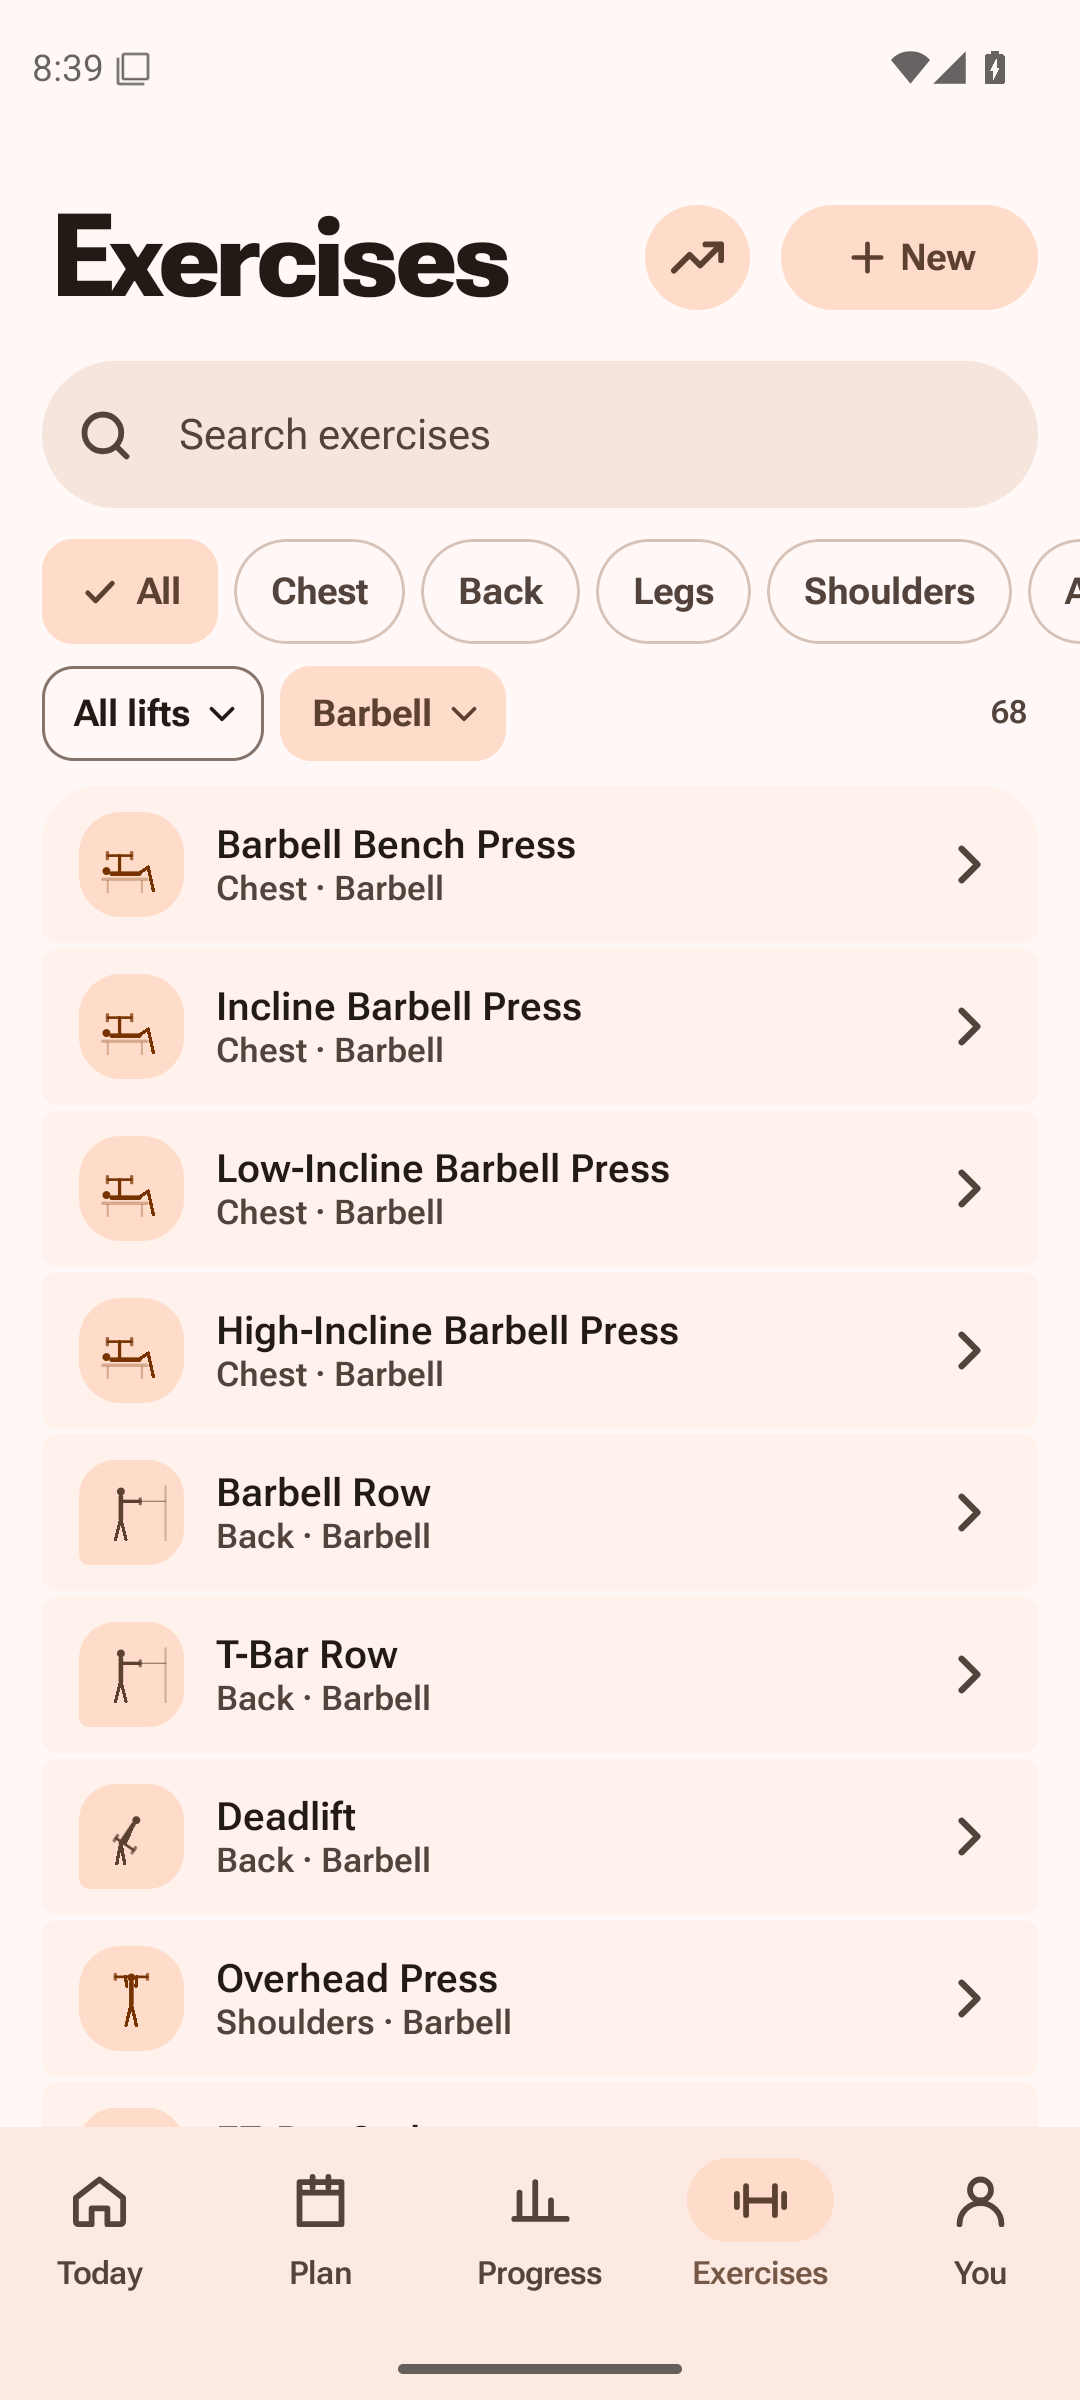 8:39
Exercises
New
Search exercises
All Chest Back Legs Shoulders
All lifts Barbell 68
Barbell Bench Press
Chest · Barbell
Incline Barbell Press
Chest · Barbell
Low-Incline Barbell Press
Chest · Barbell
High-Incline Barbell Press
Chest · Barbell
Barbell Row
Back · Barbell
T-Bar Row
Back · Barbell
Deadlift
Back · Barbell
Overhead Press
Shoulders · Barbell
Today Plan Progress Exercises You